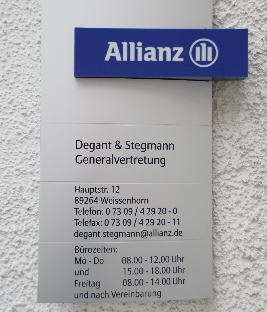 Allianz
Degant & Stegmann
Generalvertretung
Hauptstr. 12
89264 Weissenhorn
Telefon: 0 73 09 / 4 29 20 - 0
Telefax: 0 73 09 / 4 29 20 - 11
degant.stegmann@allianz.de
Bürozeiten:
Mo - Do 08.00 - 12.00 Uhr
und 15.00 - 18.00 Uhr
Freitag 08.00 - 14.00 Uhr
und nach Vereinbarung